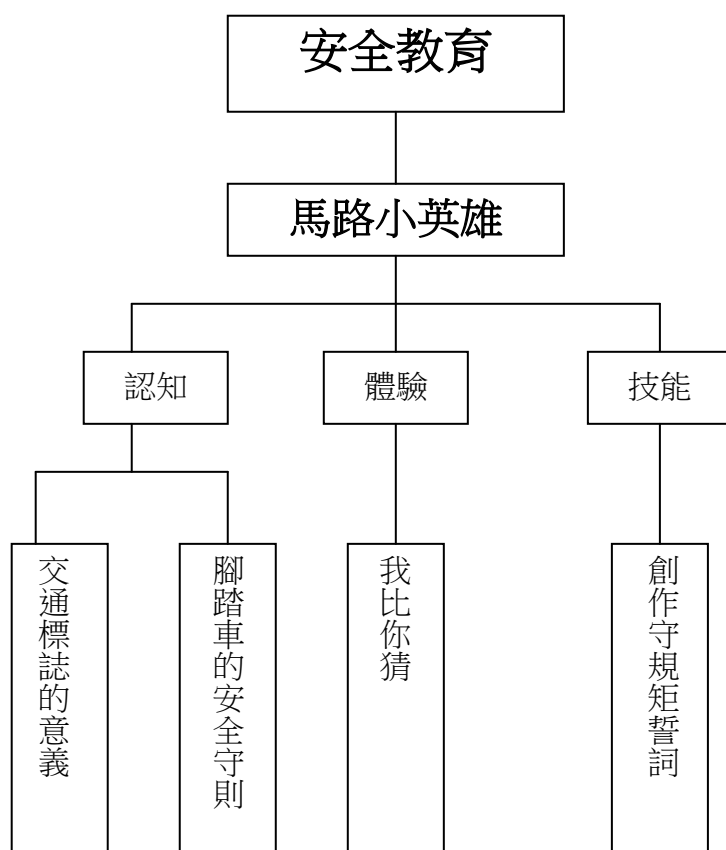 安全教育
馬路小英雄
認知
體驗
技能
交通標誌的意義
腳踏車的安全守則
我比你猜
創作守規矩誓詞